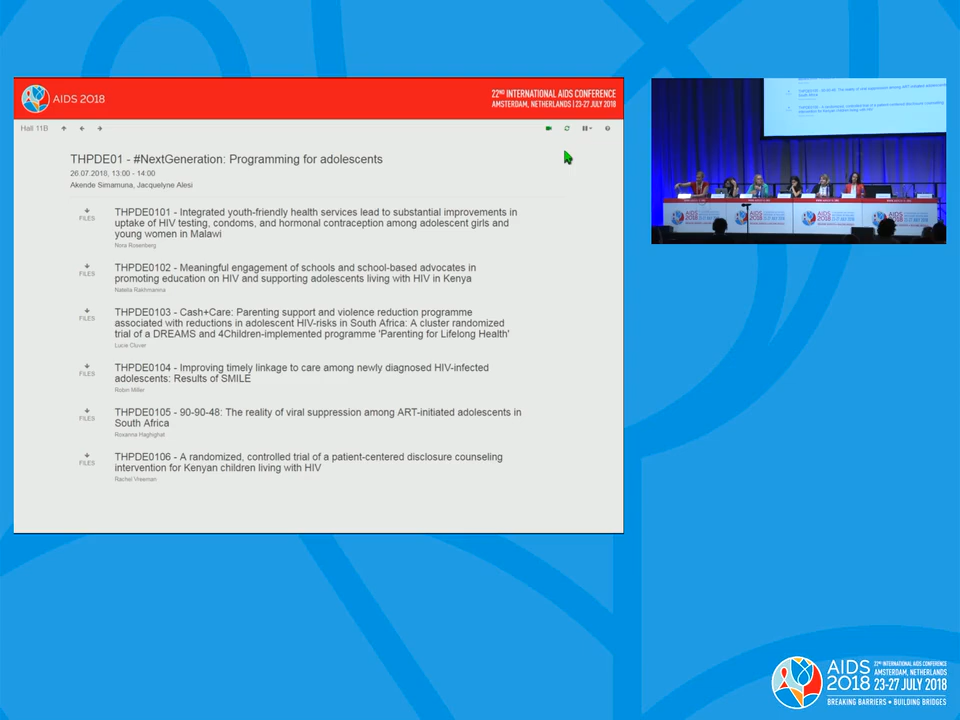 AIDS 2018
22ND INTERNATIONAL AIDS CONFERENCE
AMSTERDAM, NETHERLANDS | 23-27 JULY 2018
Hall 11B
THPDE01 - #NextGeneration: Programming for adolescents
26.07.2018, 13:00 - 14:00
Akende Simamuna, Jacquelyne Alesi
FILES
THPDE0101 - Integrated youth-friendly health services lead to substantial improvements in
uptake of HIV testing, condoms, and hormonal contraception among adolescent girls and
young women in Malawi
Nora Rosenberg
FILES
THPDE0102 - Meaningful engagement of schools and school-based advocates in
promoting education on HIV and supporting adolescents living with HIV in Kenya
Natella Rakhmanina
FILES
THPDE0103 - Cash+Care: Parenting support and violence reduction programme
associated with reductions in adolescent HIV-risks in South Africa: A cluster randomized
trial of a DREAMS and 4Children-implemented programme 'Parenting for Lifelong Health'
Lucie Cluver
FILES
THPDE0104 - Improving timely linkage to care among newly diagnosed HIV-infected
adolescents: Results of SMILE
Robin Miller
FILES
THPDE0105 - 90-90-48: The reality of viral suppression among ART-initiated adolescents in
South Africa
Roxanna Haghighat
FILES
THPDE0106 - A randomized, controlled trial of a patient-centered disclosure counseling
intervention for Kenyan children living with HIV
Rachel Vreeman
AIDS
2018
AIDS
2018
AIDS
2018
22ND INTERNATIONAL AIDS CONFERENCE
AMSTERDAM, NETHERLANDS
23-27 JULY 2018
BREAKING BARRIERS • BUILDING BRIDGES